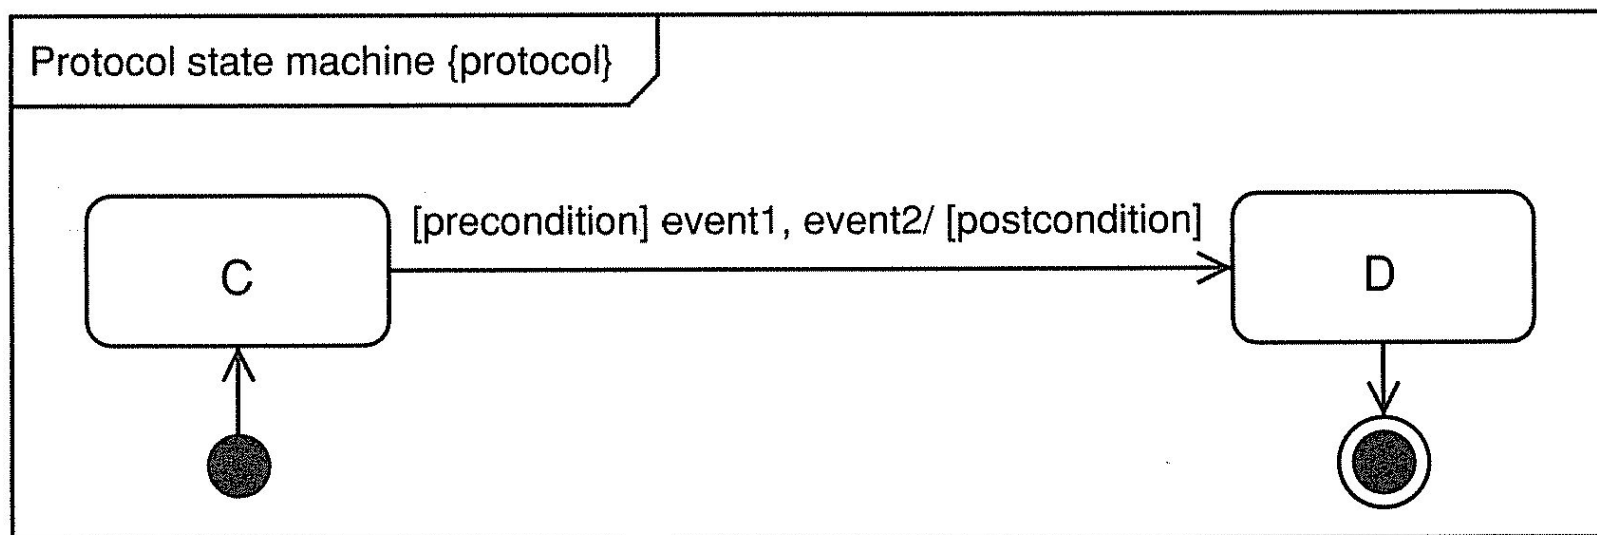 Protocol state machine {protocol}
[precondition] event1, event2/ [postcondition]
C
D